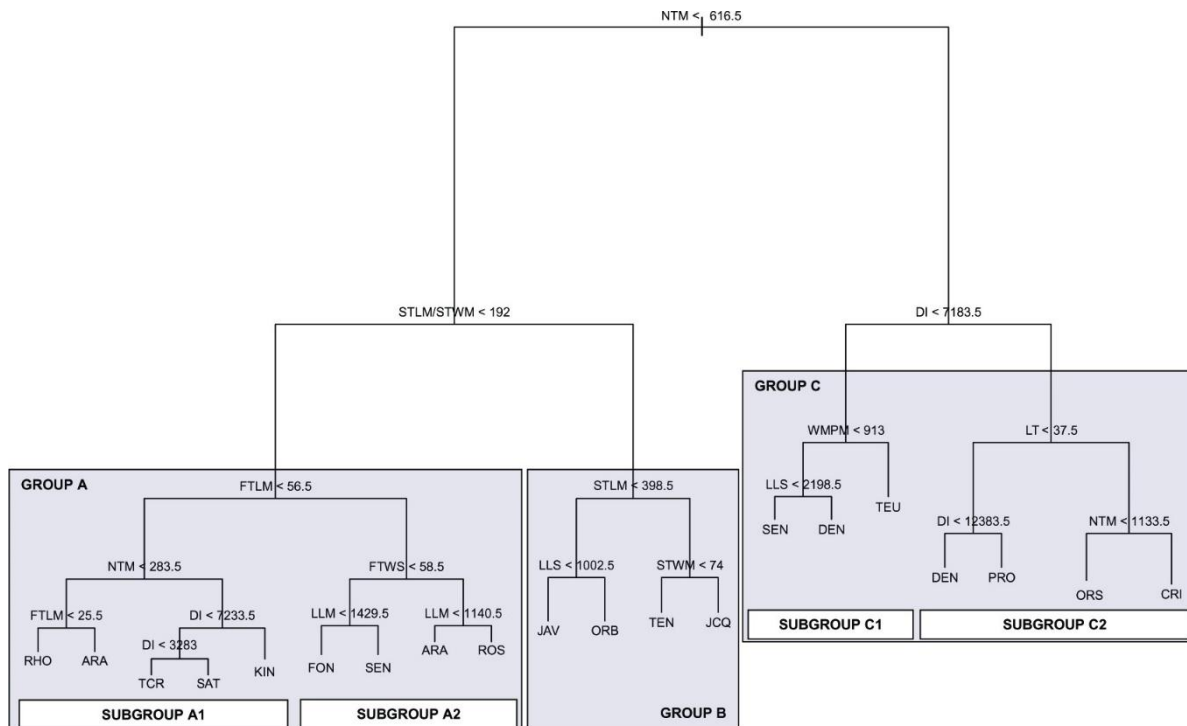 NTM < 616.5
STLM/STWM < 192
DI < 7183.5
GROUP C
WMPM < 913
LT < 37.5
GROUP A
FTLM < 56.5
STLM < 398.5
LLS < 2198.5
TEU
SEN
DEN
DI < 12383.5
NTM < 1133.5
NTM < 283.5
FTWS < 58.5
LLS < 1002.5
STWM < 74
DEN
PRO
ORS
CRI
FTLM < 25.5
DI < 7233.5
LLM < 1429.5
LLM < 1140.5
JAV
ORB
TEN
JCQ
SUBGROUP C1
SUBGROUP C2
DI < 3283
RHO
ARA
KIN
FON
SEN
ARA
ROS
TCR
SAT
SUBGROUP A1
SUBGROUP A2
GROUP B